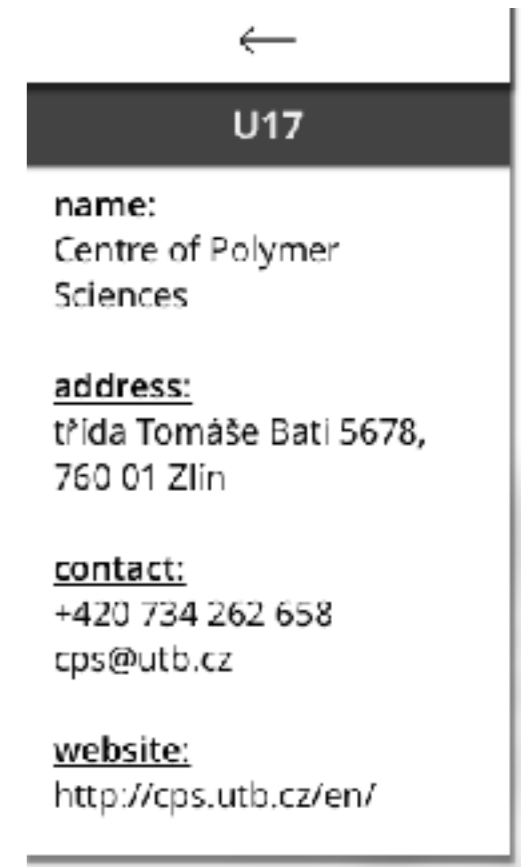 U17
name:
Centre of Polymer
Sciences
address:
třída Tomáše Bati 5678,
760 01 Zlín
contact:
+420 734 262 658
cps@utb.cz
website:
http://cps.utb.cz/en/